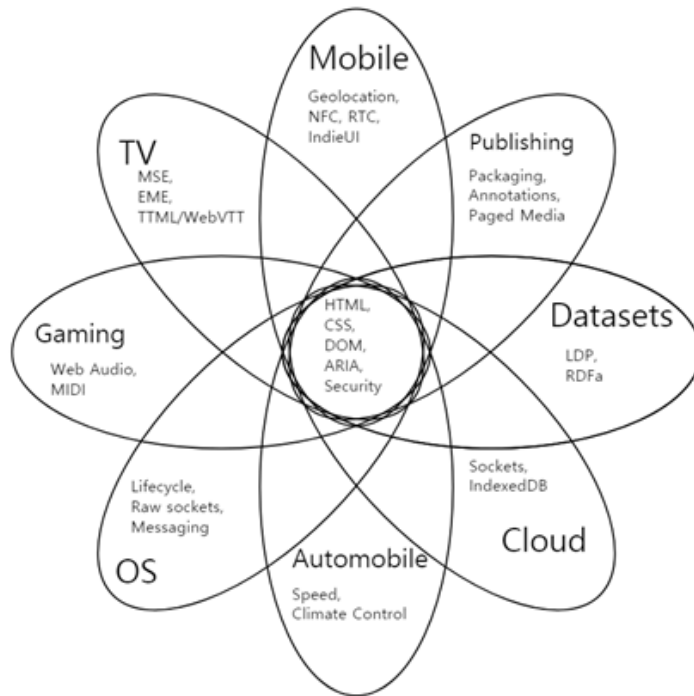 Mobile
Geolocation,
NFC, RTC,
IndieUI
TV
MSE,
EME,
TTML/WebVTT
Publishing
Packaging,
Annotations,
Paged Media
Gaming
Web Audio,
MIDI
HTML,
CSS,
DOM,
ARIA,
Security
Datasets
LDP,
RDFa
Lifecycle,
Raw sockets,
Messaging
OS
Automobile
Speed,
Climate Control
Sockets,
IndexedDB
Cloud